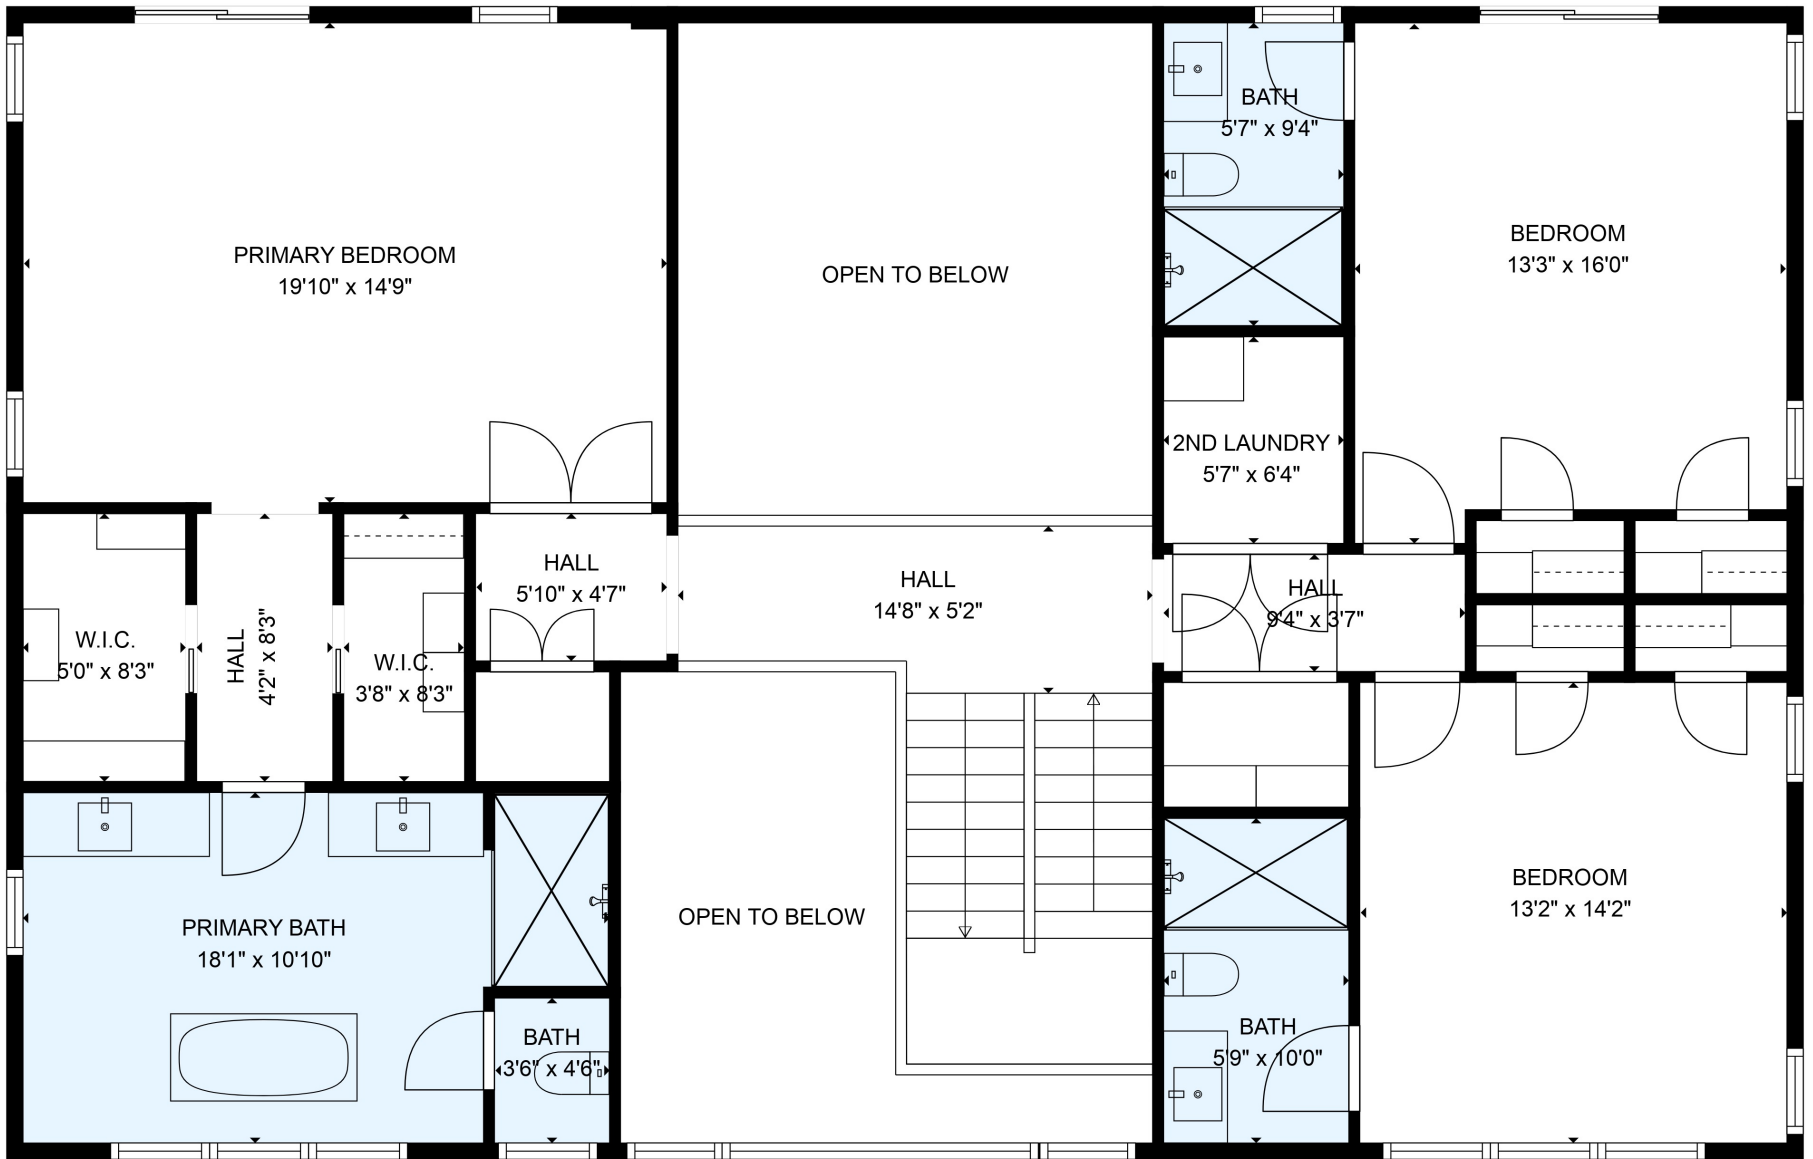 BATH
5'7" x 9'4"
PRIMARY BEDROOM
19'10" x 14'9"
OPEN TO BELOW
BEDROOM
13'3" x 16'0"
2ND LAUNDRY
5'7" x 6'4"
HALL
5'10" x 4'7"
HALL
14'8" x 5'2"
HALL
9'4" x 3'7"
W.I.C.
5'0" x 8'3"
HALL
4'2" x 8'3"
W.I.C.
3'8" x 8'3"
PRIMARY BATH
18'1" x 10'10"
OPEN TO BELOW
BEDROOM
13'2" x 14'2"
BATH
3'6" x 4'6"
BATH
5'9" x 10'0"